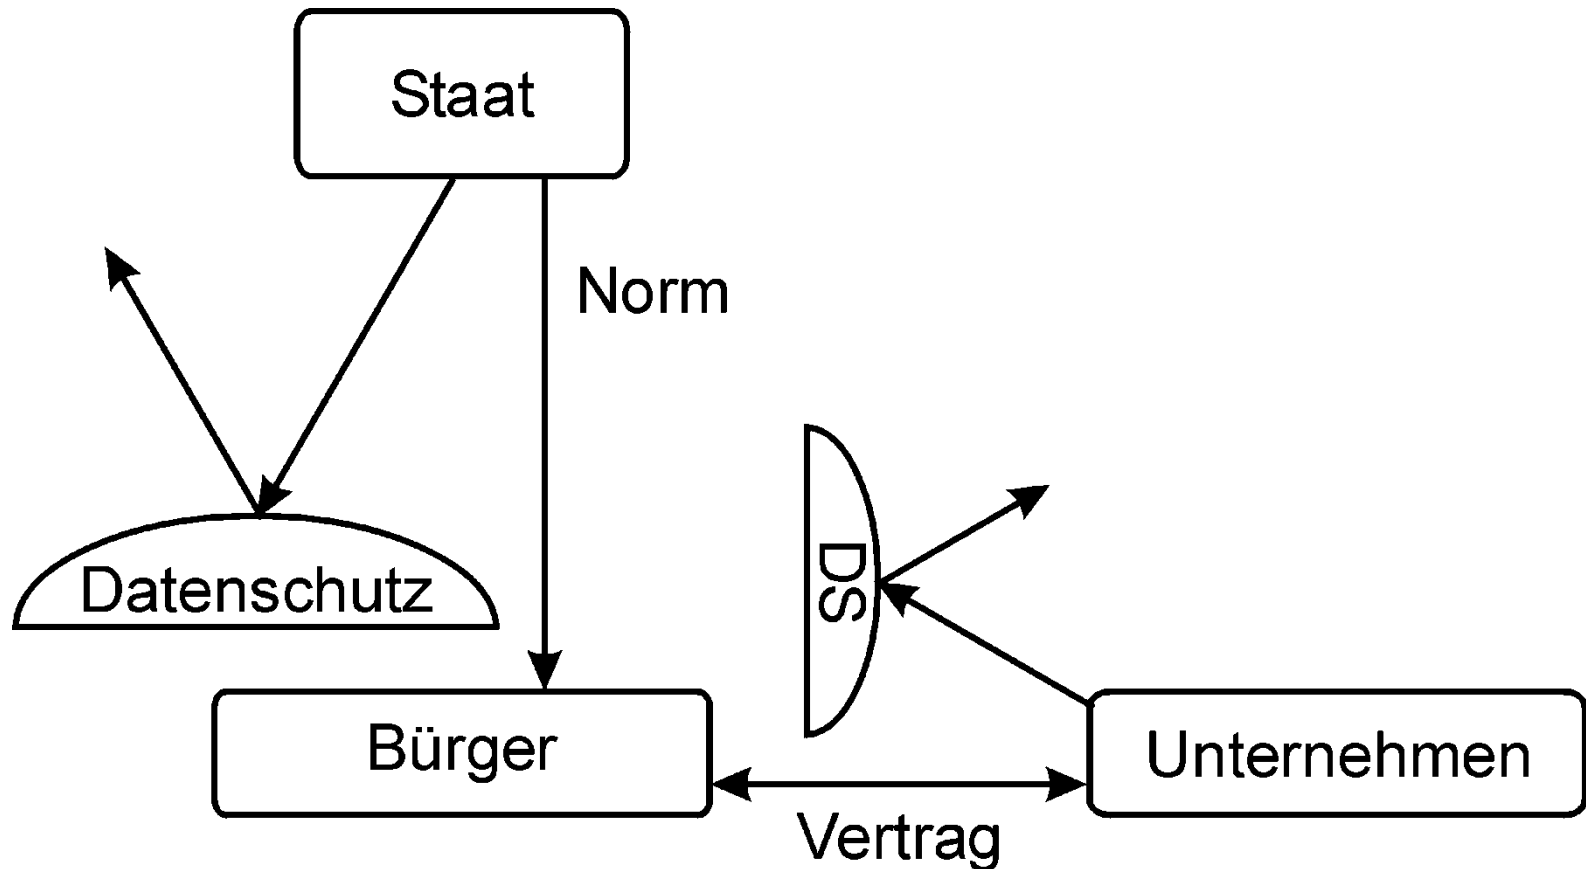 Staat
Norm
Datenschutz
DS
Bürger
Unternehmen
Vertrag